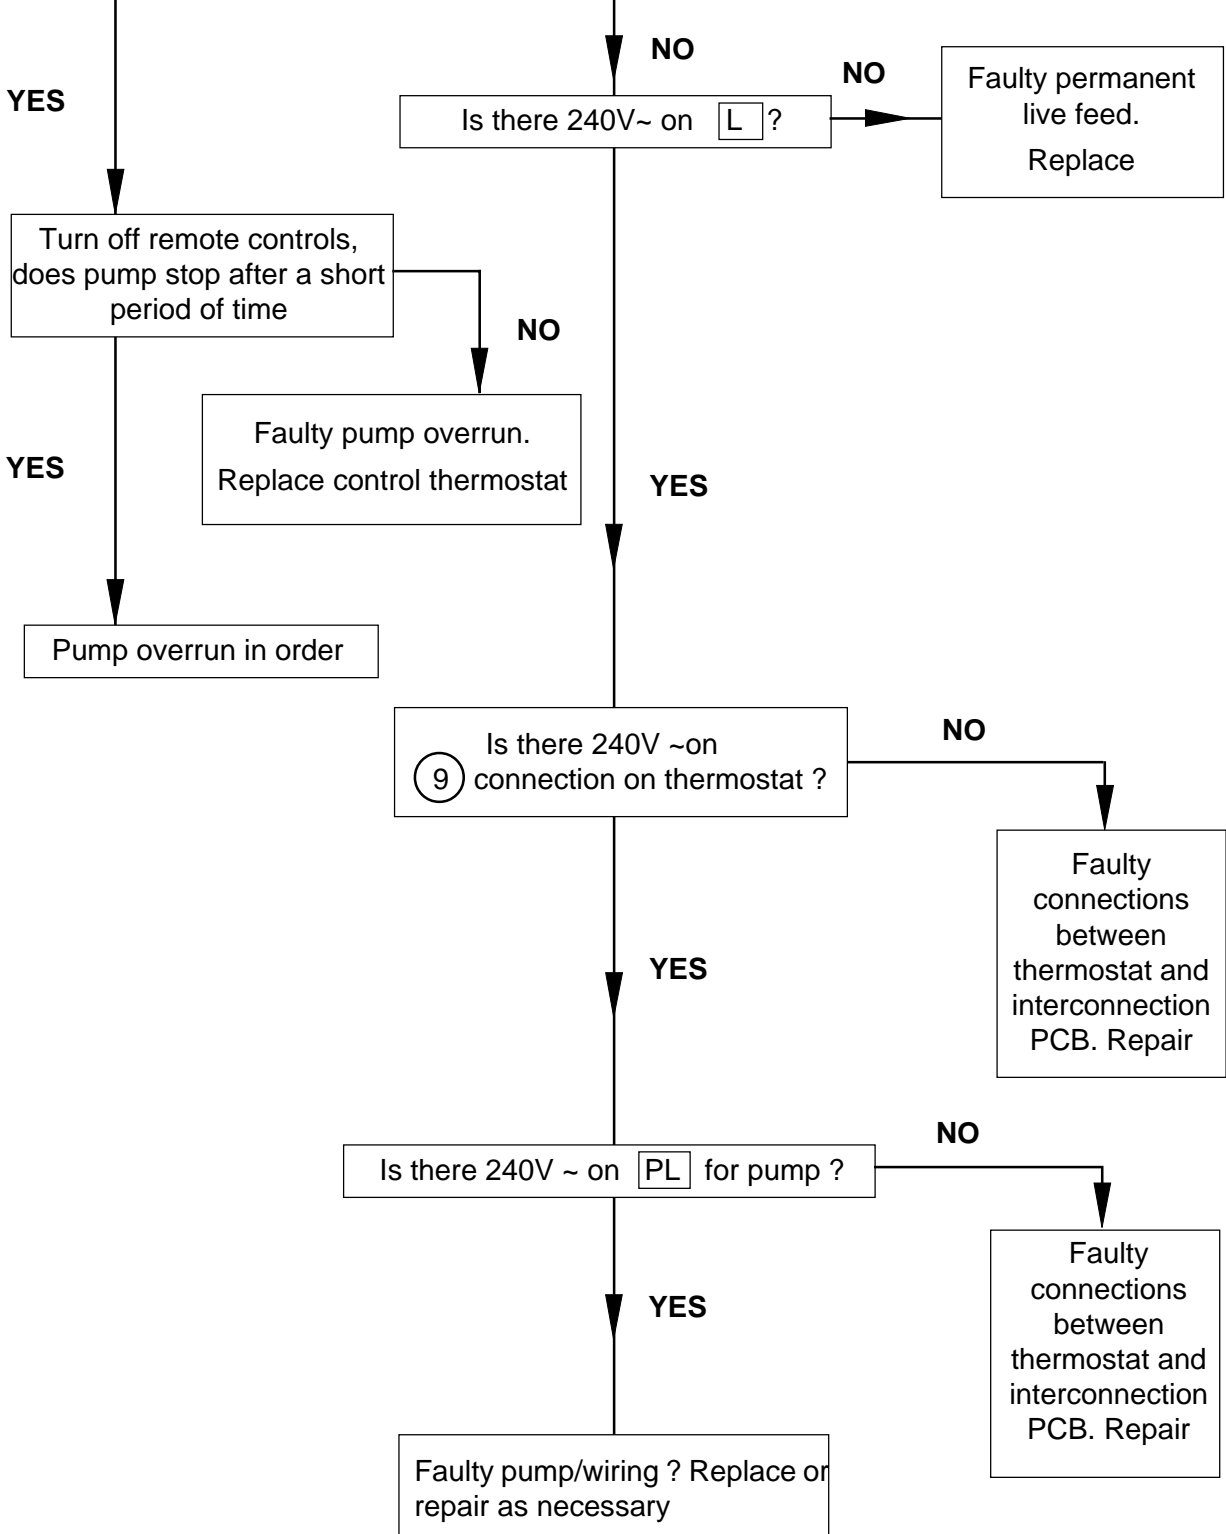 NO
NO
YES
Is there 240V~ on L ?
Faulty permanent
live feed.
Replace
Turn off remote controls,
does pump stop after a short
period of time
NO
Faulty pump overrun.
Replace control thermostat
YES
YES
Pump overrun in order
Is there 240V ~on
9 connection on thermostat ?
NO
Faulty
connections
between
thermostat and
interconnection
PCB. Repair
YES
Is there 240V ~ on PL for pump ?
NO
Faulty
connections
between
thermostat and
interconnection
PCB. Repair
YES
Faulty pump/wiring ? Replace or
repair as necessary